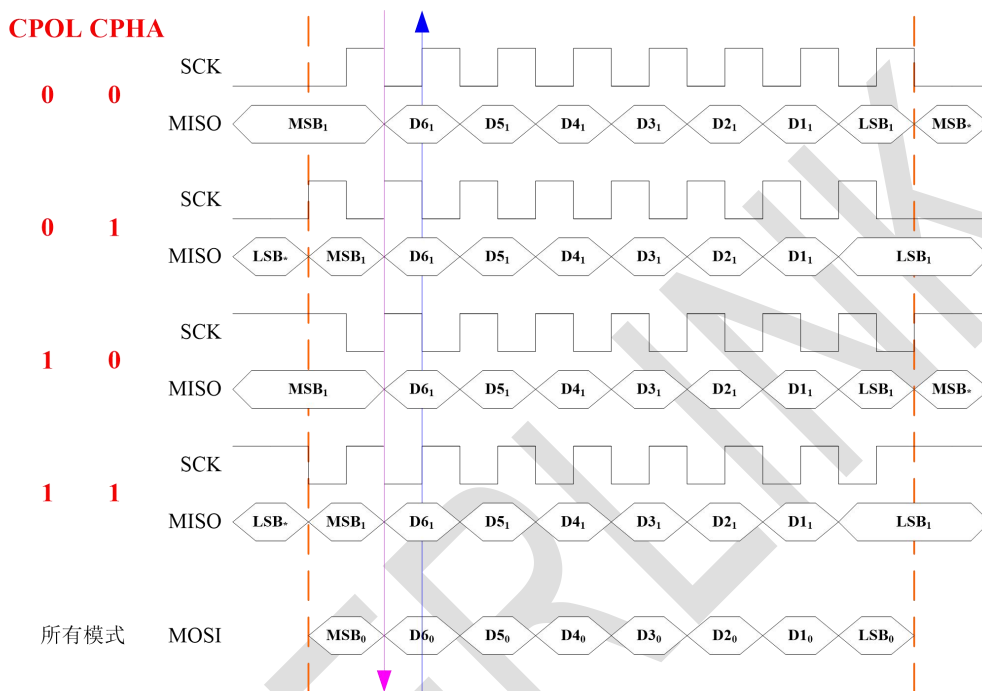 CPOL CPHA
SCK
0 0
MISO MSB₁ D6₁ D5₁ D4₁ D3₁ D2₁ D1₁ LSB₁ MSB*
SCK
0 1
MISO LSB* MSB₁ D6₁ D5₁ D4₁ D3₁ D2₁ D1₁ LSB₁
SCK
1 0
MISO MSB₁ D6₁ D5₁ D4₁ D3₁ D2₁ D1₁ LSB₁ MSB*
SCK
1 1
MISO LSB* MSB₁ D6₁ D5₁ D4₁ D3₁ D2₁ D1₁ LSB₁
所有模式 MOSI MSB₀ D6₀ D5₀ D4₀ D3₀ D2₀ D1₀ LSB₀
ERLINK